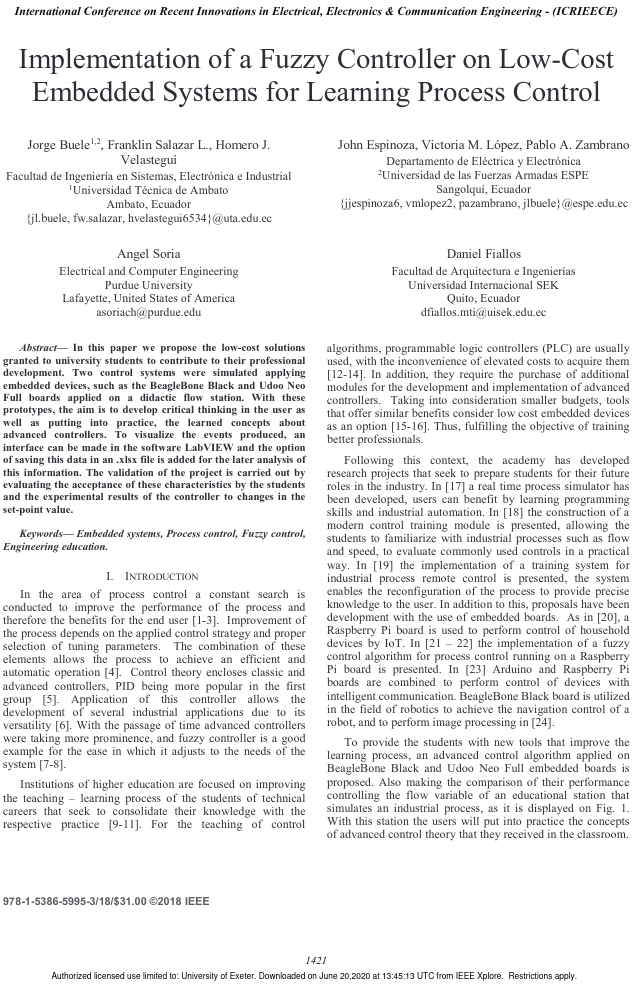 International Conference on Recent Innovations in Electrical, Electronics & Communication Engineering - (ICRIEECE)
Implementation of a Fuzzy Controller on Low-Cost
Embedded Systems for Learning Process Control
Jorge Buele1,2, Franklin Salazar L., Homero J.
Velasteguí
Facultad de Ingeniería en Sistemas, Electrónica e Industrial
1Universidad Técnica de Ambato
Ambato, Ecuador
{jl.buele, fw.salazar, hvelastegui6534}@uta.edu.ec
John Espinoza, Victoria M. López, Pablo A. Zambrano
Departamento de Eléctrica y Electrónica
2Universidad de las Fuerzas Armadas ESPE
Sangolquí, Ecuador
{jjespinoza6, vmlopez2, pazambrano, jlbuele}@espe.edu.ec
Angel Soria
Electrical and Computer Engineering
Purdue University
Lafayette, United States of America
asoriach@purdue.edu
Daniel Fiallos
Facultad de Arquitectura e Ingenierías
Universidad Internacional SEK
Quito, Ecuador
dfiallos.mti@uisek.edu.ec
Abstract— In this paper we propose the low-cost solutions
granted to university students to contribute to their professional
development. Two control systems were simulated applying
embedded devices, such as the BeagleBone Black and Udoo Neo
Full boards applied on a didactic flow station. With these
prototypes, the aim is to develop critical thinking in the user as
well as putting into practice, the learned concepts about
advanced controllers. To visualize the events produced, an
interface can be made in the software LabVIEW and the option
of saving this data in an .xlsx file is added for the later analysis of
this information. The validation of the project is carried out by
evaluating the acceptance of these characteristics by the students
and the experimental results of the controller to changes in the
set-point value.
Keywords— Embedded systems, Process control, Fuzzy control,
Engineering education.
I. INTRODUCTION
In the area of process control a constant search is
conducted to improve the performance of the process and
therefore the benefits for the end user [1-3]. Improvement of
the process depends on the applied control strategy and proper
selection of tuning parameters. The combination of these
elements allows the process to achieve an efficient and
automatic operation [4]. Control theory encloses classic and
advanced controllers, PID being more popular in the first
group [5]. Application of this controller allows the
development of several industrial applications due to its
versatility [6]. With the passage of time advanced controllers
were taking more prominence, and fuzzy controller is a good
example for the ease in which it adjusts to the needs of the
system [7-8].
Institutions of higher education are focused on improving
the teaching – learning process of the students of technical
careers that seek to consolidate their knowledge with the
respective practice [9-11]. For the teaching of control
algorithms, programmable logic controllers (PLC) are usually
used, with the inconvenience of elevated costs to acquire them
[12-14]. In addition, they require the purchase of additional
modules for the development and implementation of advanced
controllers. Taking into consideration smaller budgets, tools
that offer similar benefits consider low cost embedded devices
as an option [15-16]. Thus, fulfilling the objective of training
better professionals.
Following this context, the academy has developed
research projects that seek to prepare students for their future
roles in the industry. In [17] a real time process simulator has
been developed, users can benefit by learning programming
skills and industrial automation. In [18] the construction of a
modern control training module is presented, allowing the
students to familiarize with industrial processes such as flow
and speed, to evaluate commonly used controls in a practical
way. In [19] the implementation of a training system for
industrial process remote control is presented, the system
enables the reconfiguration of the process to provide precise
knowledge to the user. In addition to this, proposals have been
development with the use of embedded boards. As in [20], a
Raspberry Pi board is used to perform control of household
devices by IoT. In [21 – 22] the implementation of a fuzzy
control algorithm for process control running on a Raspberry
Pi board is presented. In [23] Arduino and Raspberry Pi
boards are combined to perform control of devices with
intelligent communication. BeagleBone Black board is utilized
in the field of robotics to achieve the navigation control of a
robot, and to perform image processing in [24].
To provide the students with new tools that improve the
learning process, an advanced control algorithm applied on
BeagleBone Black and Udoo Neo Full embedded boards is
proposed. Also making the comparison of their performance
controlling the flow variable of an educational station that
simulates an industrial process, as it is displayed on Fig. 1.
With this station the users will put into practice the concepts
of advanced control theory that they received in the classroom.
978-1-5386-5995-3/18/$31.00 ©2018 IEEE
1421
Authorized licensed use limited to: University of Exeter. Downloaded on June 20,2020 at 13:45:13 UTC from IEEE Xplore. Restrictions apply.